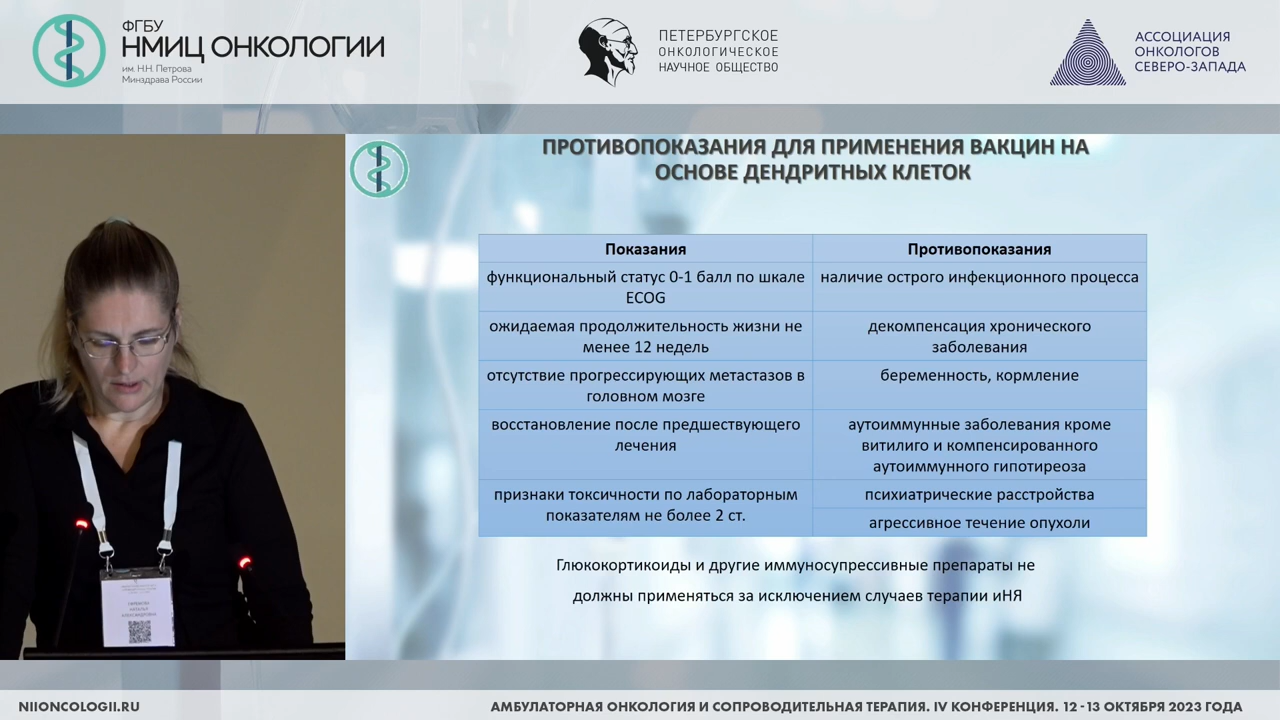 ФГБУ
НМИЦ ОНКОЛОГИИ
им. Н.Н. Петрова
Минздрава России
ПЕТЕРБУРГСКОЕ
ОНКОЛОГИЧЕСКОЕ
НАУЧНОЕ ОБЩЕСТВО
АССОЦИАЦИЯ
ОНКОЛОГОВ
СЕВЕРО-ЗАПАДА
ПРОТИВОПОКАЗАНИЯ ДЛЯ ПРИМЕНЕНИЯ ВАКЦИН НА
ОСНОВЕ ДЕНДРИТНЫХ КЛЕТОК
Показания
Противопоказания
функциональный статус 0-1 балл по шкале
ECOG
наличие острого инфекционного процесса
ожидаемая продолжительность жизни не
менее 12 недель
декомпенсация хронического
заболевания
отсутствие прогрессирующих метастазов в
головном мозге
беременность, кормление
восстановление после предшествующего
лечения
аутоиммунные заболевания кроме
витилиго и компенсированного
аутоиммунного гипотиреоза
признаки токсичности по лабораторным
показателям не более 2 ст.
психиатрические расстройства
агрессивное течение опухоли
Глюкокортикоиды и другие иммуносупрессивные препараты не
должны применяться за исключением случаев терапии иНЯ
NIIONCOLOGII.RU
АМБУЛАТОРНАЯ ОНКОЛОГИЯ И СОПРОВОДИТЕЛЬНАЯ ТЕРАПИЯ. IV КОНФЕРЕНЦИЯ. 12 - 13 ОКТЯБРЯ 2023 ГОДА